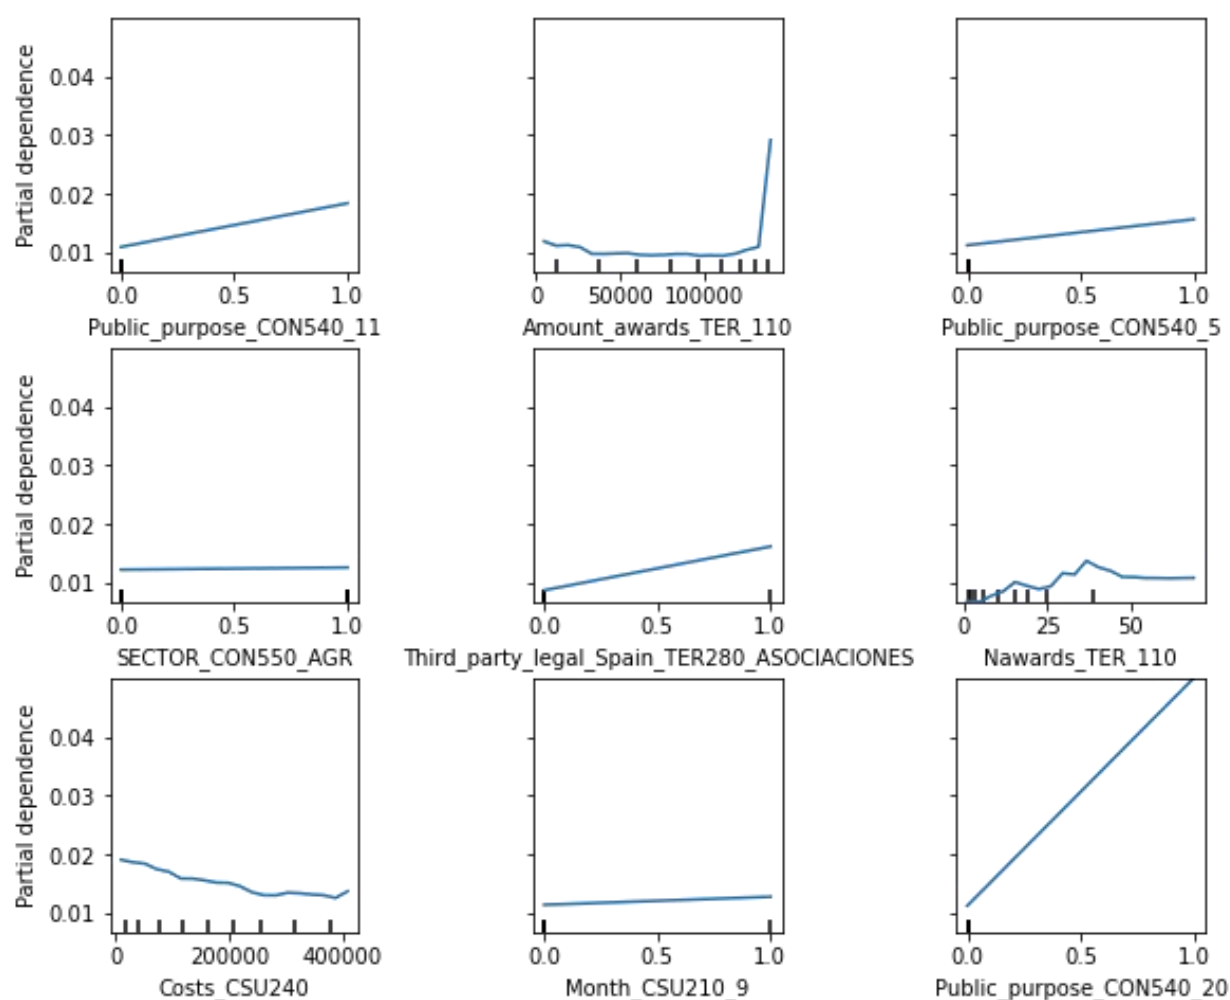 Partial dependence
0.04
0.03
0.02
0.01
0.0 0.5 1.0
Public_purpose_CON540_11
0 50000 100000
Amount_awards_TER_110
0.0 0.5 1.0
Public_purpose_CON540_5
Partial dependence
0.04
0.03
0.02
0.01
0.0 0.5 1.0
SECTOR_CON550_AGR
0.0 0.5 1.0
Third_party_legal_Spain_TER280_ASOCIACIONES
0 25 50
Nawards_TER_110
Partial dependence
0.04
0.03
0.02
0.01
0 200000 400000
Costs_CSU240
0.0 0.5 1.0
Month_CSU210_9
0.0 0.5 1.0
Public_purpose_CON540_20